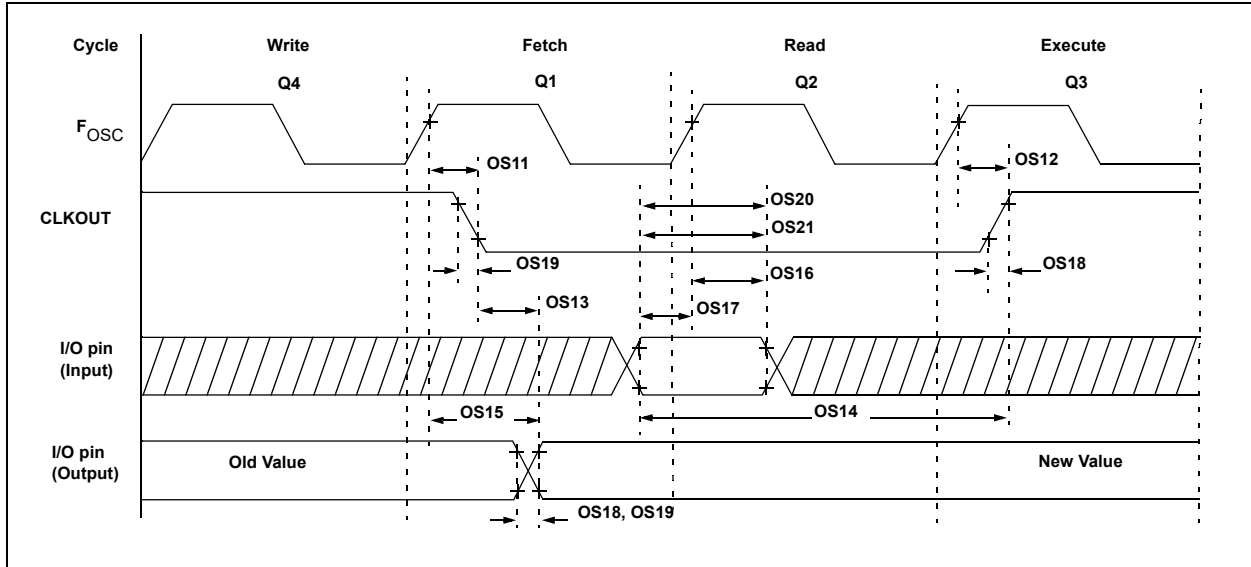 Cycle Write Fetch Read Execute
Q4 Q1 Q2 Q3
FOSC
OS11 OS12
CLKOUT
OS20
OS21
OS19 OS16 OS18
OS13 OS17
I/O pin
(Input)
OS15 OS14
I/O pin
(Output)
Old Value New Value
OS18, OS19